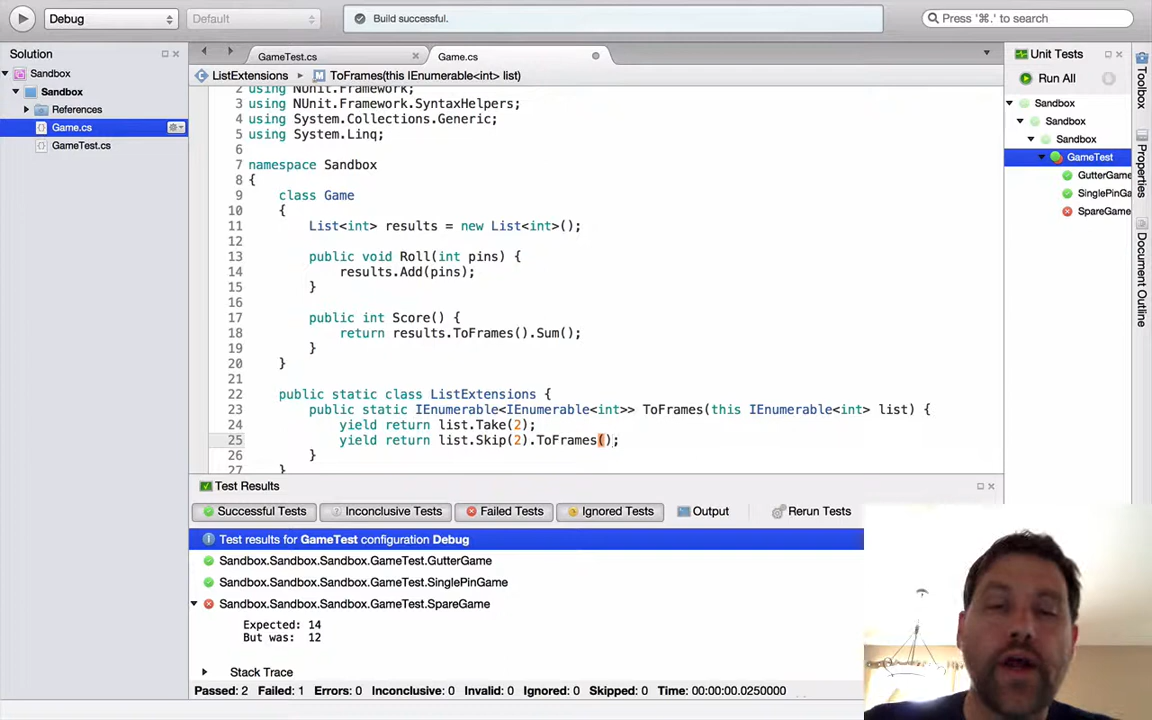 Debug
Default
Build successful.
Press '⌘.' to search
Solution
GameTest.cs
Game.cs
Unit Tests
Sandbox
ListExtensions
ToFrames(this IEnumerable<int> list)
Run All
Toolbox
Sandbox
References
Game.cs
GameTest.cs
Sandbox
Sandbox
Sandbox
GameTest
GutterGame
SinglePinGa
SpareGame
Properties
Document Outline
2 using NUnit.Framework;
3 using NUnit.Framework.SyntaxHelpers;
4 using System.Collections.Generic;
5 using System.Linq;
6
7 namespace Sandbox
8 {
9 class Game
10 {
11 List<int> results = new List<int>();
12
13 public void Roll(int pins) {
14 results.Add(pins);
15 }
16
17 public int Score() {
18 return results.ToFrames().Sum();
19 }
20 }
21
22 public static class ListExtensions {
23 public static IEnumerable<IEnumerable<int>> ToFrames(this IEnumerable<int> list) {
24 yield return list.Take(2);
25 yield return list.Skip(2).ToFrames();
26 }
27 }
Test Results
Successful Tests
Inconclusive Tests
Failed Tests
Ignored Tests
Output
Rerun Tests
Test results for GameTest configuration Debug
Sandbox.Sandbox.Sandbox.GameTest.GutterGame
Sandbox.Sandbox.Sandbox.GameTest.SinglePinGame
Sandbox.Sandbox.Sandbox.GameTest.SpareGame
Expected: 14
But was: 12
Stack Trace
Passed: 2 Failed: 1 Errors: 0 Inconclusive: 0 Invalid: 0 Ignored: 0 Skipped: 0 Time: 00:00:00.0250000